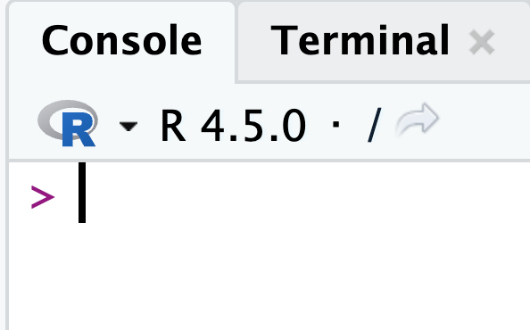 Console Terminal
R R 4.5.0 · /
>